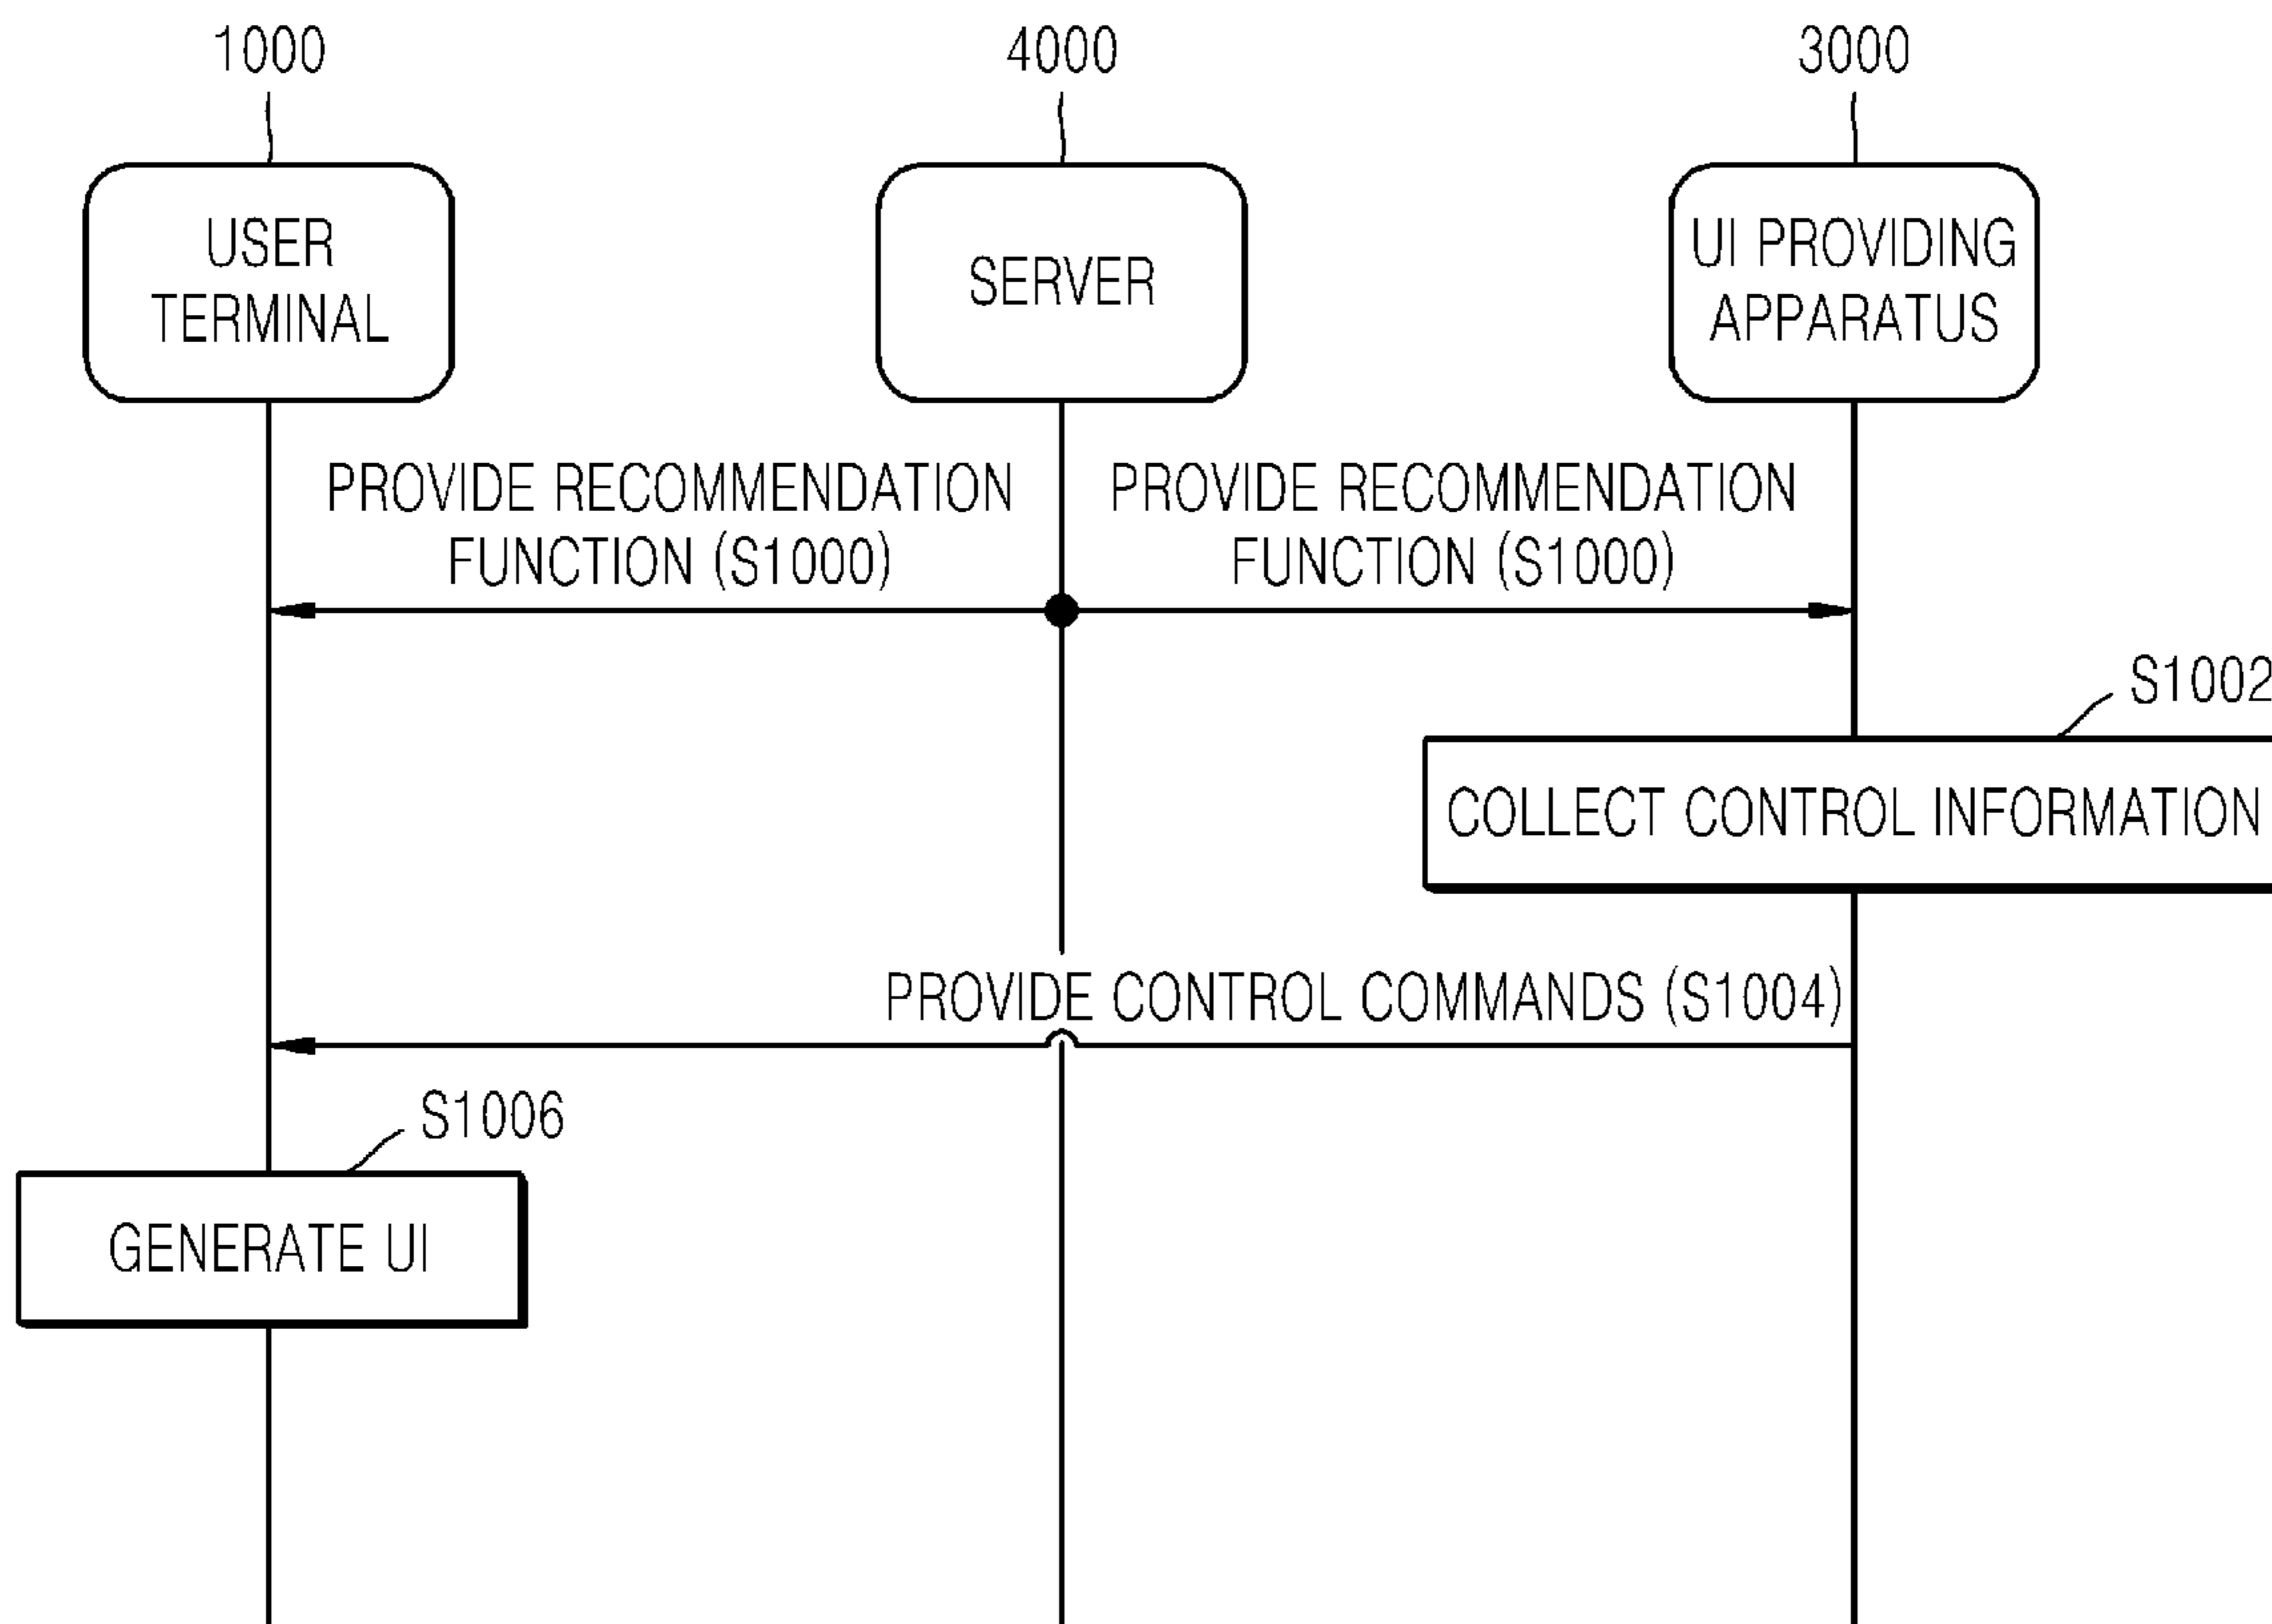 1000
4000
3000
USER
TERMINAL
SERVER
UI PROVIDING
APPARATUS
PROVIDE RECOMMENDATION
FUNCTION (S1000)
PROVIDE RECOMMENDATION
FUNCTION (S1000)
S1002
COLLECT CONTROL INFORMATION
PROVIDE CONTROL COMMANDS (S1004)
S1006
GENERATE UI